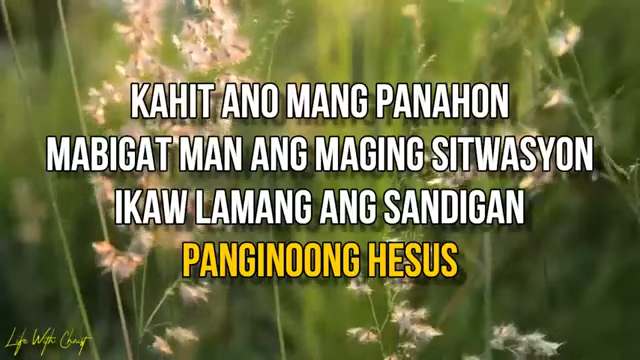 KAHIT ANO MANG PANAHON
MABIGAT MAN ANG MAGING SITWASYON
IKAW LAMANG ANG SANDIGAN
PANGINOONG HESUS
Life With Christ